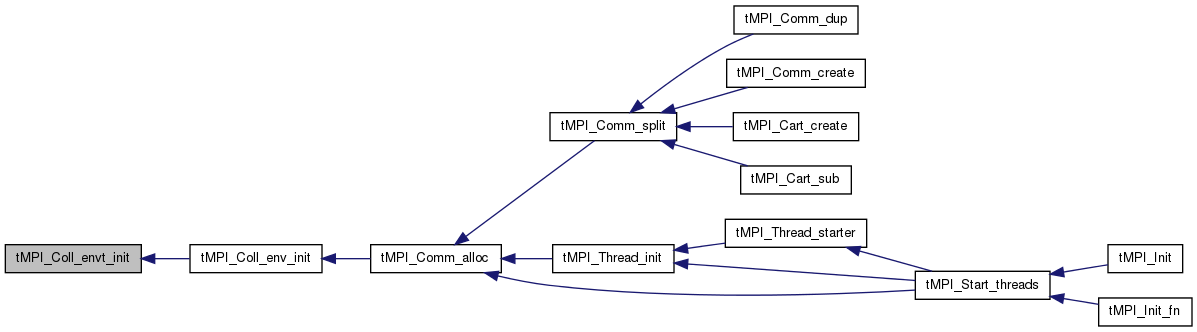 tMPI_Comm_dup
tMPI_Comm_create
tMPI_Comm_split
tMPI_Cart_create
tMPI_Cart_sub
tMPI_Thread_starter
tMPI_Coll_envt_init
tMPI_Coll_env_init
tMPI_Comm_alloc
tMPI_Thread_init
tMPI_Init
tMPI_Start_threads
tMPI_Init_fn